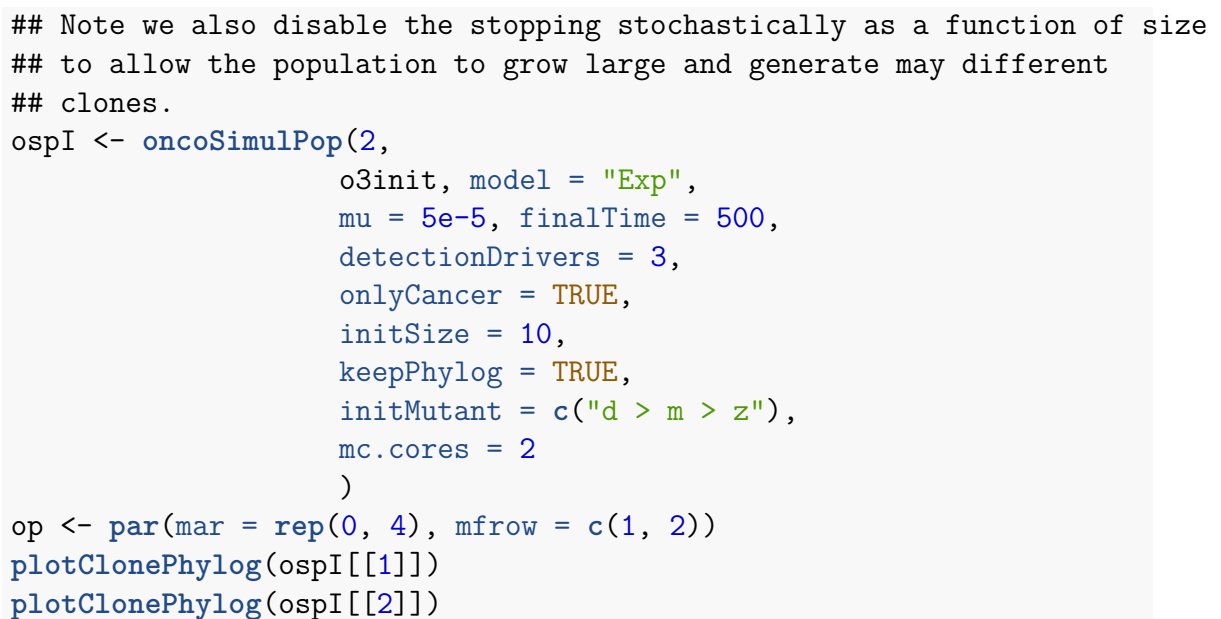 ## Note we also disable the stopping stochastically as a function of size
## to allow the population to grow large and generate may different
## clones.
ospI <- oncoSimulPop(2,
                    o3init, model = "Exp",
                    mu = 5e-5, finalTime = 500,
                    detectionDrivers = 3,
                    onlyCancer = TRUE,
                    initSize = 10,
                    keepPhylog = TRUE,
                    initMutant = c("d > m > z"),
                    mc.cores = 2
                    )
op <- par(mar = rep(0, 4), mfrow = c(1, 2))
plotClonePhylog(ospI[[1]])
plotClonePhylog(ospI[[2]])